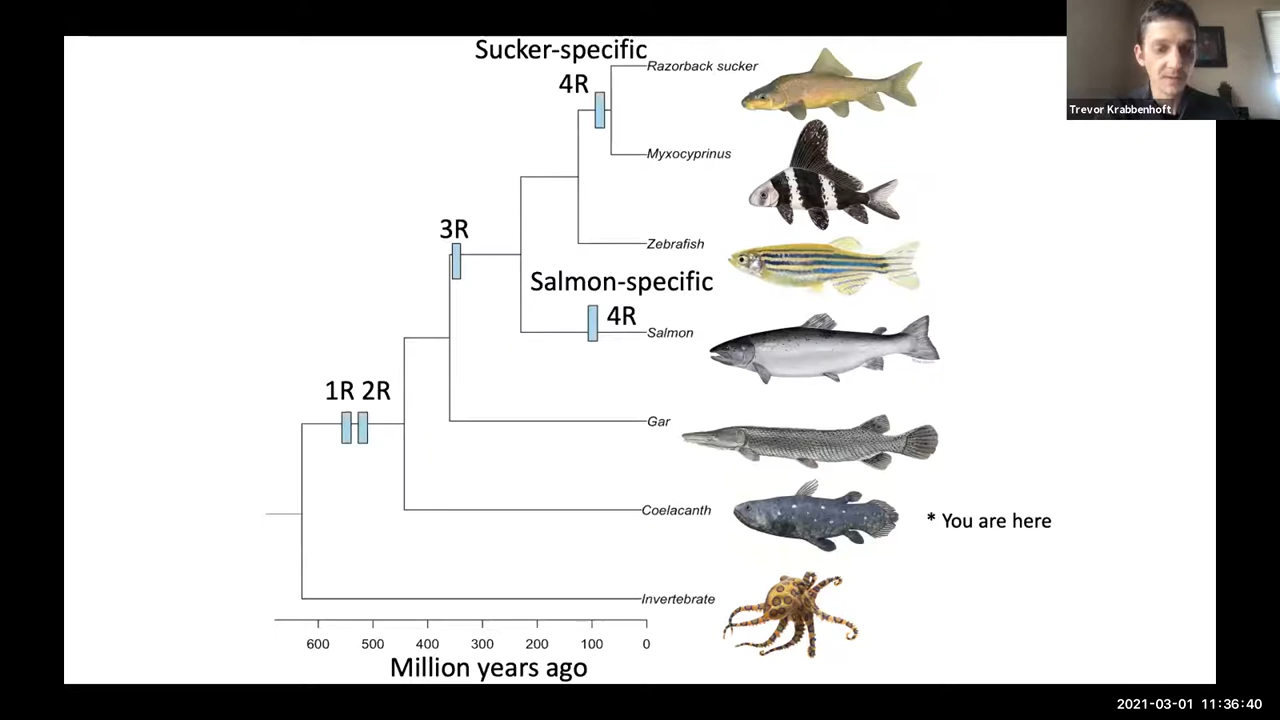 Sucker-specific
4R
Razorback sucker
Trevor Krabbenhoft
Myxocyprinus
3R
Zebrafish
Salmon-specific
4R
Salmon
1R 2R
Gar
Coelacanth
* You are here
Invertebrate
600 500 400 300 200 100 0
Million years ago
2021-03-01 11:36:40